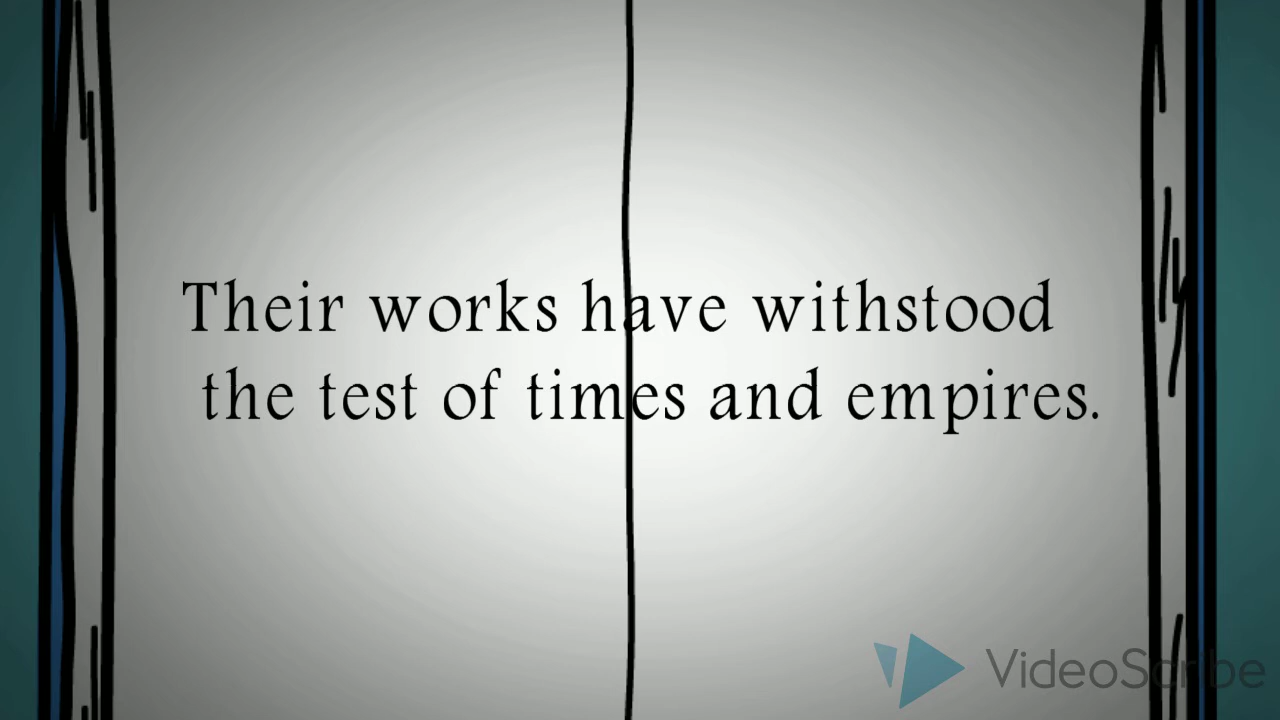 Their works have withstood
the test of times and empires.
VideoScribe